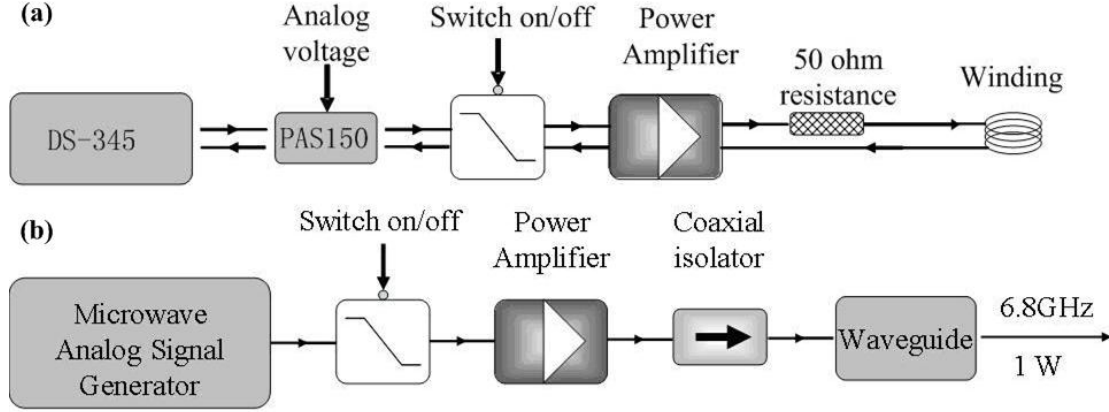 (a)
Analog
voltage
Switch on/off
Power
Amplifier
50 ohm
resistance
Winding
DS-345
PAS150
(b)
Switch on/off
Power
Amplifier
Coaxial
isolator
Microwave
Analog Signal
Generator
Waveguide
6.8GHz
1 W